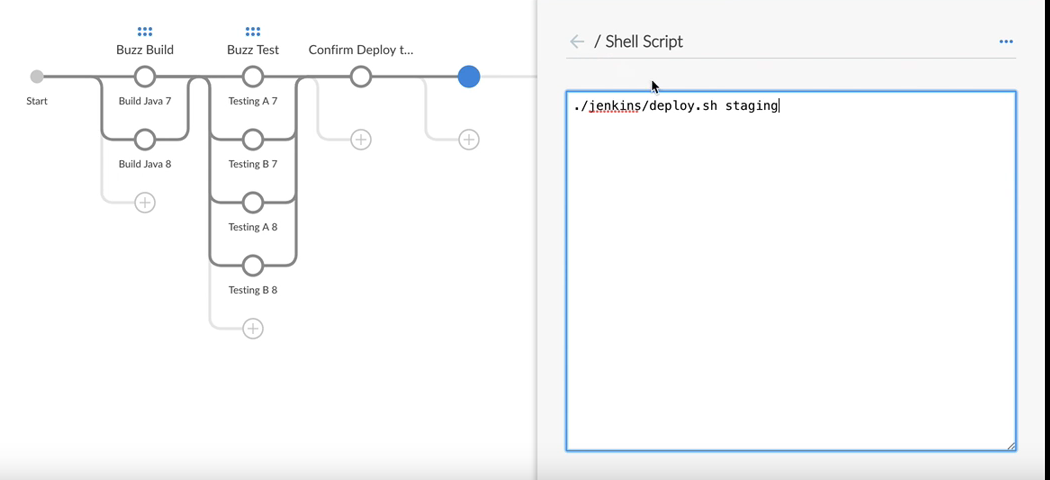 Buzz Build
Buzz Test
Confirm Deploy t...
Start
Build Java 7
Testing A 7
Build Java 8
Testing B 7
Testing A 8
Testing B 8
/ Shell Script
./jenkins/deploy.sh staging